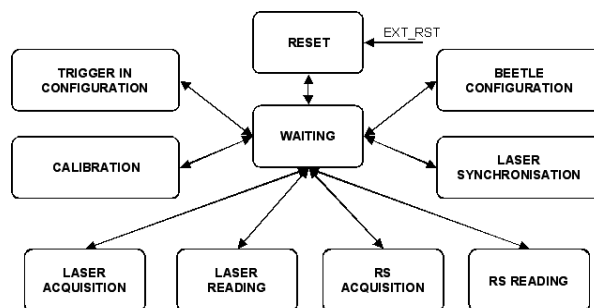 EXT_RST
RESET
TRIGGER IN
CONFIGURATION
BEETLE
CONFIGURATION
WAITING
CALIBRATION
LASER
SYNCHRONISATION
LASER
ACQUISITION
LASER
READING
RS
ACQUISITION
RS READING